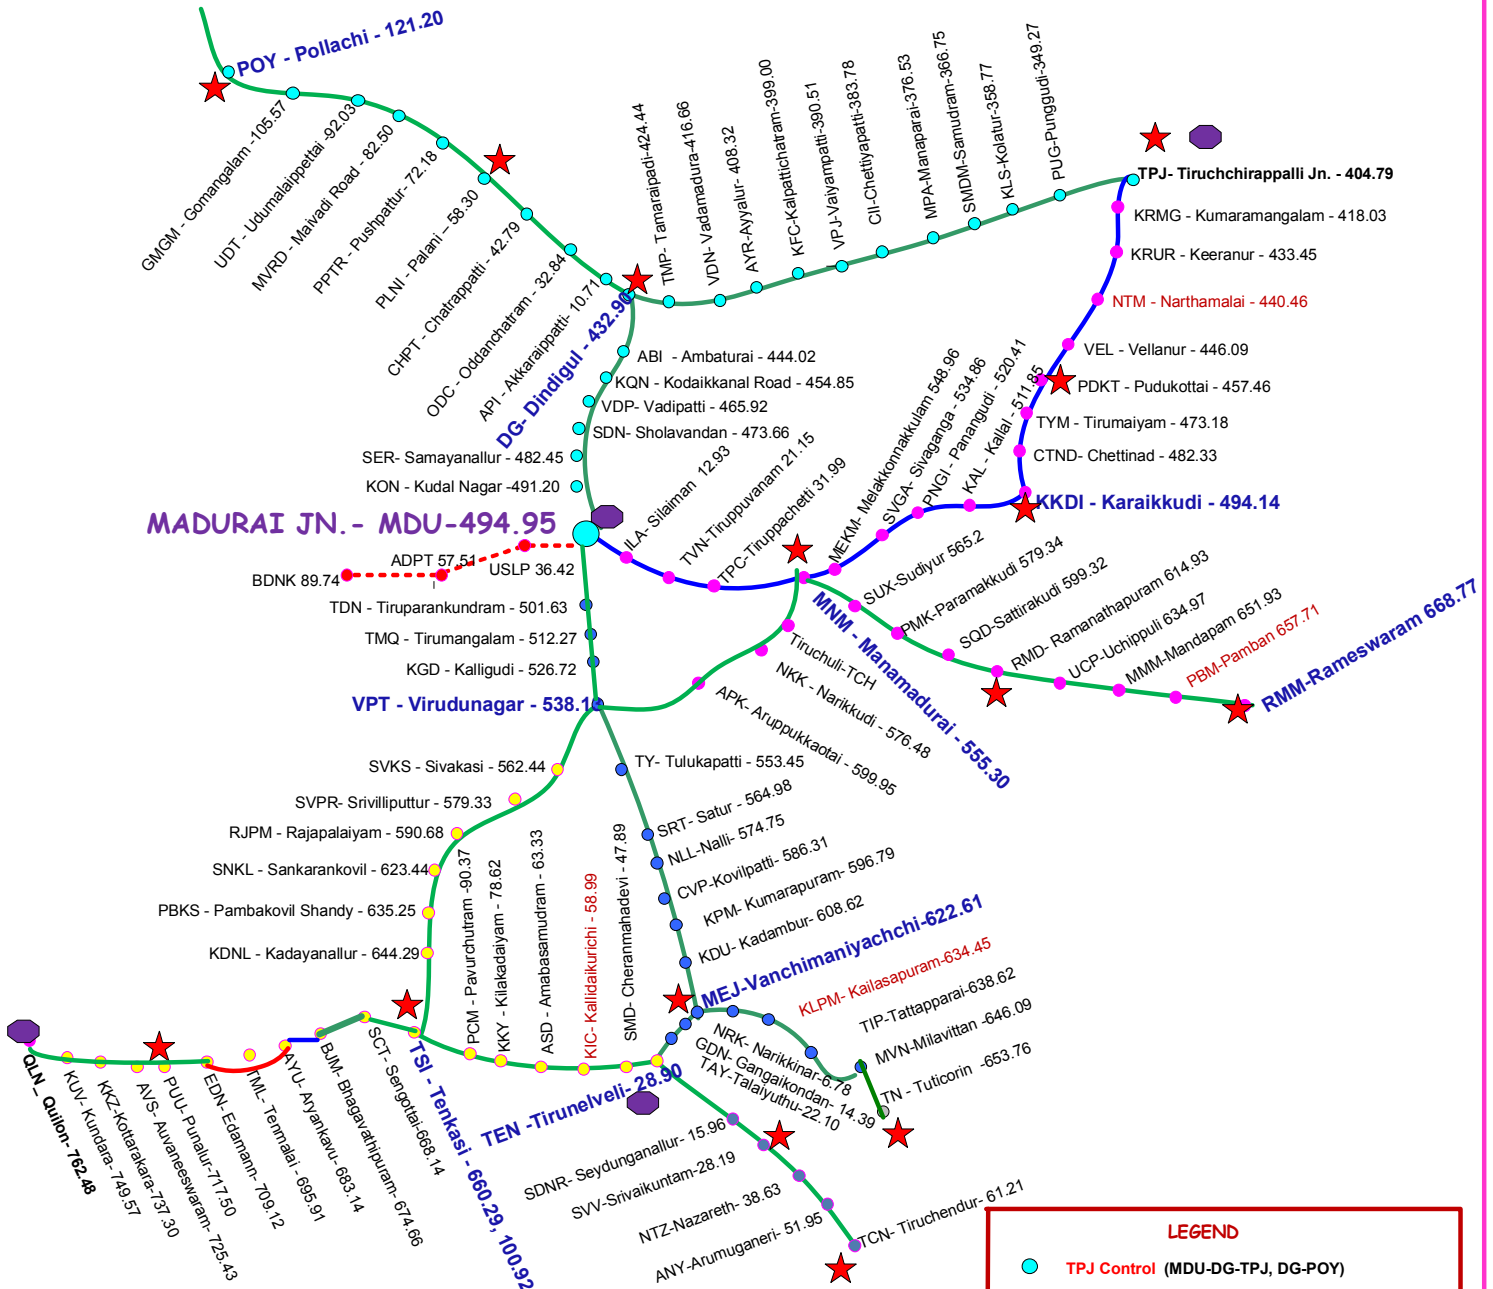 POY - Pollachi - 121.20
GMGM - Gomangalam -105.57
UDT - Udumalaippettai -92.03
MVRD - Maivadi Road - 82.50
PPTR - Pushpattur- 72.18
PLNI - Palani – 58.30
CHPT - Chatrappatti - 42.79
ODC - Oddanchatram - 32.84
API - Akkaraippatti- 10.71
DG- Dindigul - 432.90
TMP- Tamaraipadi-424.44
VDN- Vadamadura-416.66
AYR-Ayyalur- 408.32
KFC-Kalpattichatram-399.00
VPJ-Vaiyampatti-390.51
CII-Chettiyapatti-383.78
MPA-Manaparai-376.53
SMDM-Samudram-366.75
KLS-Kolatur-358.77
PUG-Punggudi-349.27
TPJ- Tiruchchirappalli Jn. - 404.79
KRMG - Kumaramangalam - 418.03
KRUR - Keeranur - 433.45
NTM - Narthamalai - 440.46
VEL - Vellanur - 446.09
PDKT - Pudukottai - 457.46
TYM - Tirumaiyam - 473.18
CTND- Chettinad - 482.33
KKDI - Karaikkudi - 494.14
KAL - Kallal - 511.85
PNGI - Panangudi - 520.41
SVGA- Sivaganga - 534.86
MEKM- Melakkonnakkulam 548.96
ABI - Ambaturai - 444.02
KQN - Kodaikkanal Road - 454.85
VDP- Vadipatti - 465.92
SDN- Sholavandan - 473.66
SER- Samayanallur - 482.45
KON - Kudal Nagar -491.20
MADURAI JN.- MDU-494.95
ILA- Silaiman 12.93
TVN-Tiruppuvanam 21.15
TPC-Tiruppachetti 31.99
MNM - Manamadurai - 555.30
BDNK 89.74
ADPT 57.51
USLP 36.42
SUX-Sudiyur 565.2
PMK-Paramakkudi 579.34
SQD-Sattirakudi 599.32
RMD- Ramanathapuram 614.93
UCP-Uchippuli 634.97
MMM-Mandapam 651.93
PBM-Pamban 657.71
RMM-Rameswaram 668.77
TDN - Tiruparankundram - 501.63
TMQ - Tirumangalam - 512.27
KGD - Kalligudi - 526.72
VPT - Virudunagar - 538.10
Tiruchuli-TCH
NKK - Narikkudi - 576.48
APK- Aruppukkaotai - 599.95
SVKS - Sivakasi - 562.44
SVPR- Srivilliputtur - 579.33
RJPM - Rajapalaiyam - 590.68
SNKL - Sankarankovil - 623.44
PBKS - Pambakovil Shandy - 635.25
KDNL - Kadayanallur - 644.29
TY- Tulukapatti - 553.45
SRT- Satur - 564.98
NLL-Nalli- 574.75
CVP-Kovilpatti- 586.31
KPM- Kumarapuram- 596.79
KDU- Kadambur- 608.62
MEJ-Vanchimaniyachchi-622.61
KLPM- Kailasapuram-634.45
TIP-Tattapparai-638.62
MVN-Milavittan -646.09
TN - Tuticorin -653.76
NRK- Narikkinar-6.78
GDN- Gangaikondan- 14.39
TAY-Talaiyuthu-22.10
PCM - Pavurchutram -90.37
KKY - Kilakadaiyam - 78.62
ASD - Amabasamudram - 63.33
KIC- Kallidaikurichi - 58.99
SMD- Cheranmahadevi - 47.89
TEN -Tirunelveli- 28.90
TSI - Tenkasi - 660.29, 100.92
SCT- Sengottai-668.14
BJM- Bhagavathipuram- 674.66
AYU- Aryankavu- 683.14
TML- Tenmalai -695.91
EDN- Edamann- 709.12
PUU- Punalur-717.50
AVS- Auvaneeswaram- 725.43
KKZ-Kottarakara-737.30
KUV- Kundara- 749.57
QLN_ Quilon- 762.48
SDNR- Seydunganallur- 15.96
SVV-Srivaikuntam-28.19
NTZ-Nazareth- 38.63
ANY-Arumuganeri- 51.95
TCN- Tiruchendur- 61.21
LEGEND
TPJ Control (MDU-DG-TPJ, DG-POY)